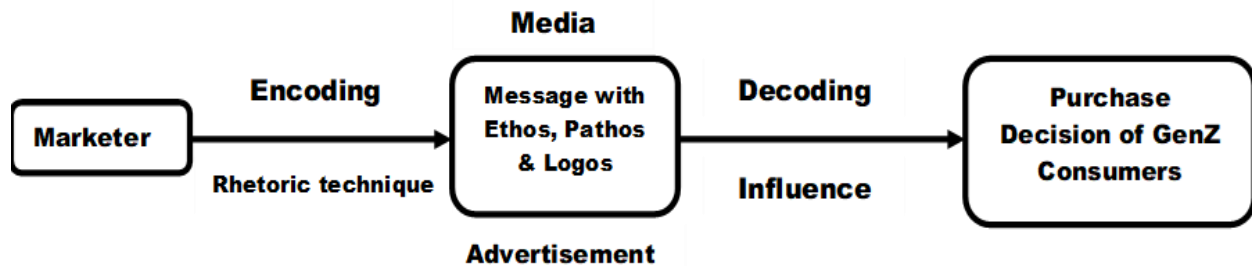 Media
Encoding
Decoding
Marketer
Message with
Ethos, Pathos
& Logos
Purchase
Decision of GenZ
Consumers
Rhetoric technique
Influence
Advertisement